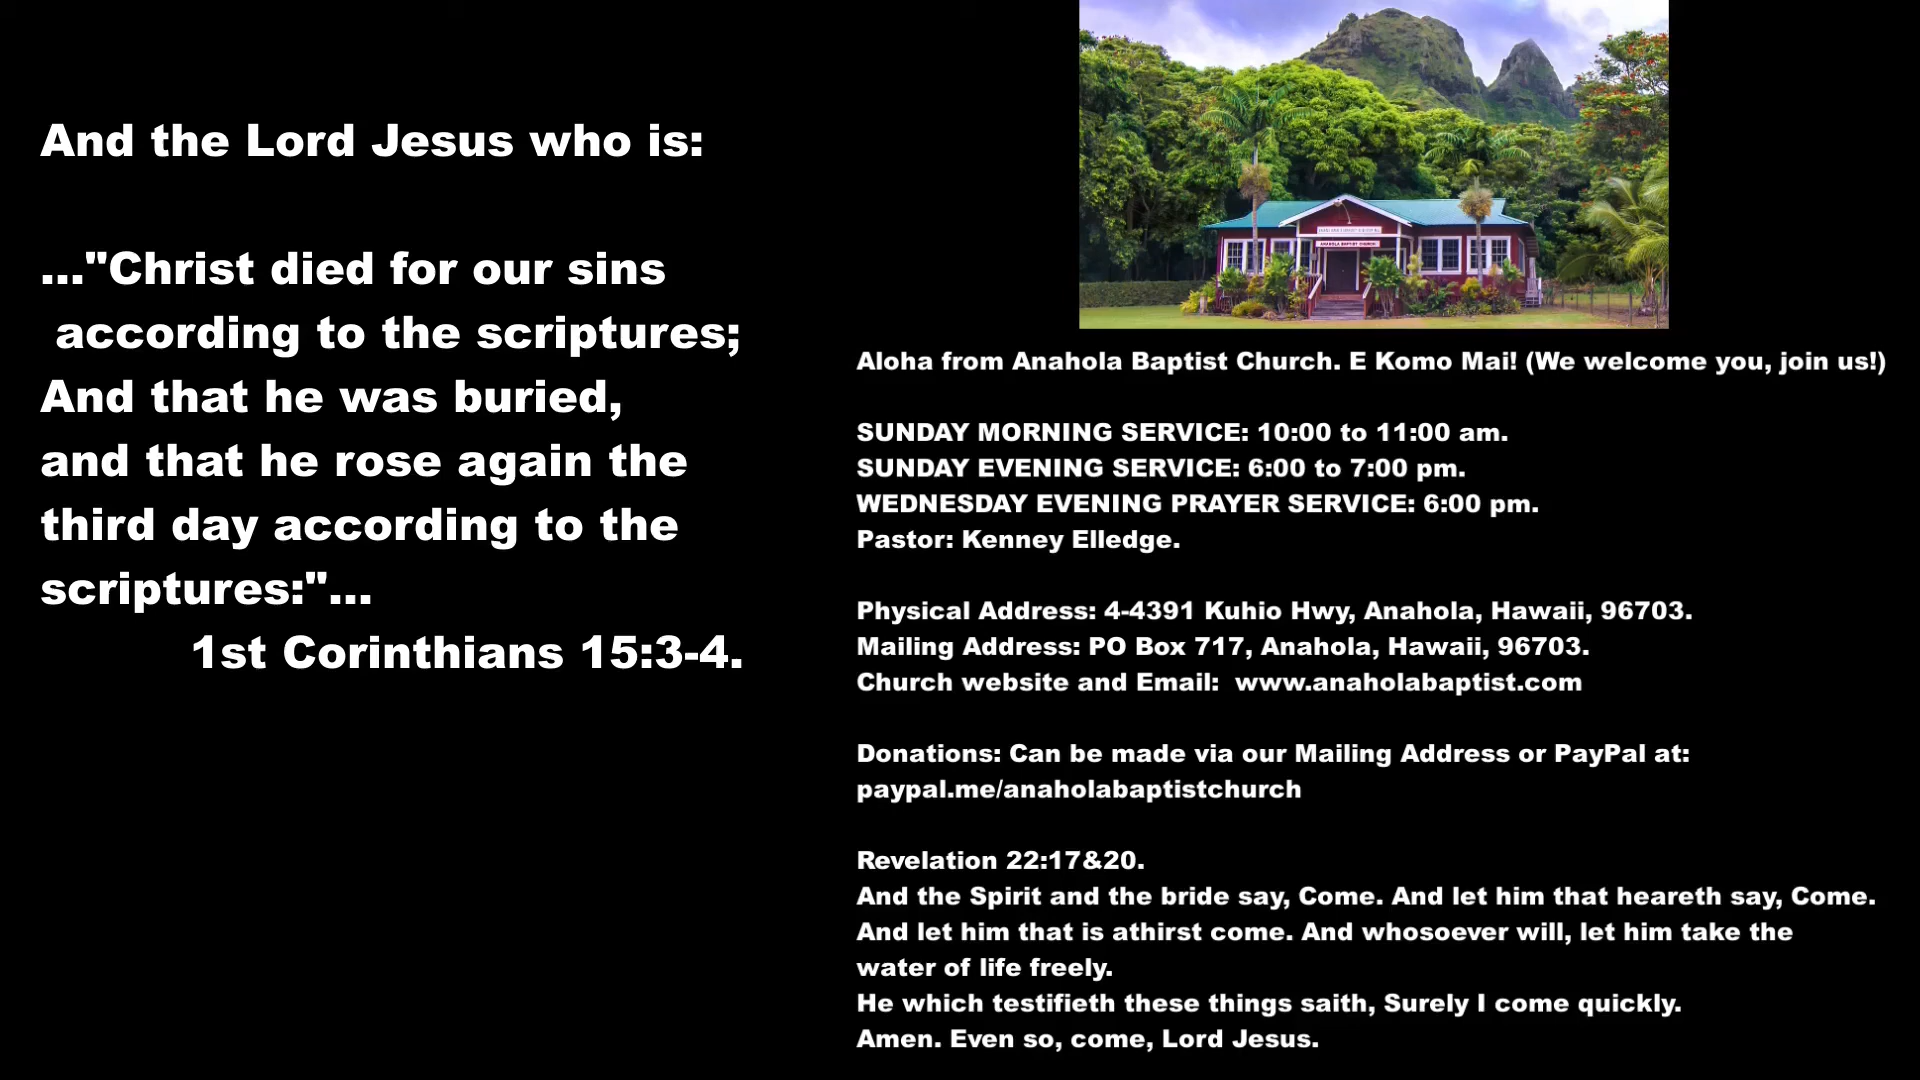 And the Lord Jesus who is:
..."Christ died for our sins
according to the scriptures;
And that he was buried,
and that he rose again the
third day according to the
scriptures:"...
1st Corinthians 15:3-4.
ANAHOLA BAPTIST CHURCH
Aloha from Anahola Baptist Church. E Komo Mai! (We welcome you, join us!)
SUNDAY MORNING SERVICE: 10:00 to 11:00 am.
SUNDAY EVENING SERVICE: 6:00 to 7:00 pm.
WEDNESDAY EVENING PRAYER SERVICE: 6:00 pm.
Pastor: Kenney Elledge.
Physical Address: 4-4391 Kuhio Hwy, Anahola, Hawaii, 96703.
Mailing Address: PO Box 717, Anahola, Hawaii, 96703.
Church website and Email:  www.anaholabaptist.com
Donations: Can be made via our Mailing Address or PayPal at:
paypal.me/anaholabaptistchurch
Revelation 22:17&20.
And the Spirit and the bride say, Come. And let him that heareth say, Come.
And let him that is athirst come. And whosoever will, let him take the
water of life freely.
He which testifieth these things saith, Surely I come quickly.
Amen. Even so, come, Lord Jesus.